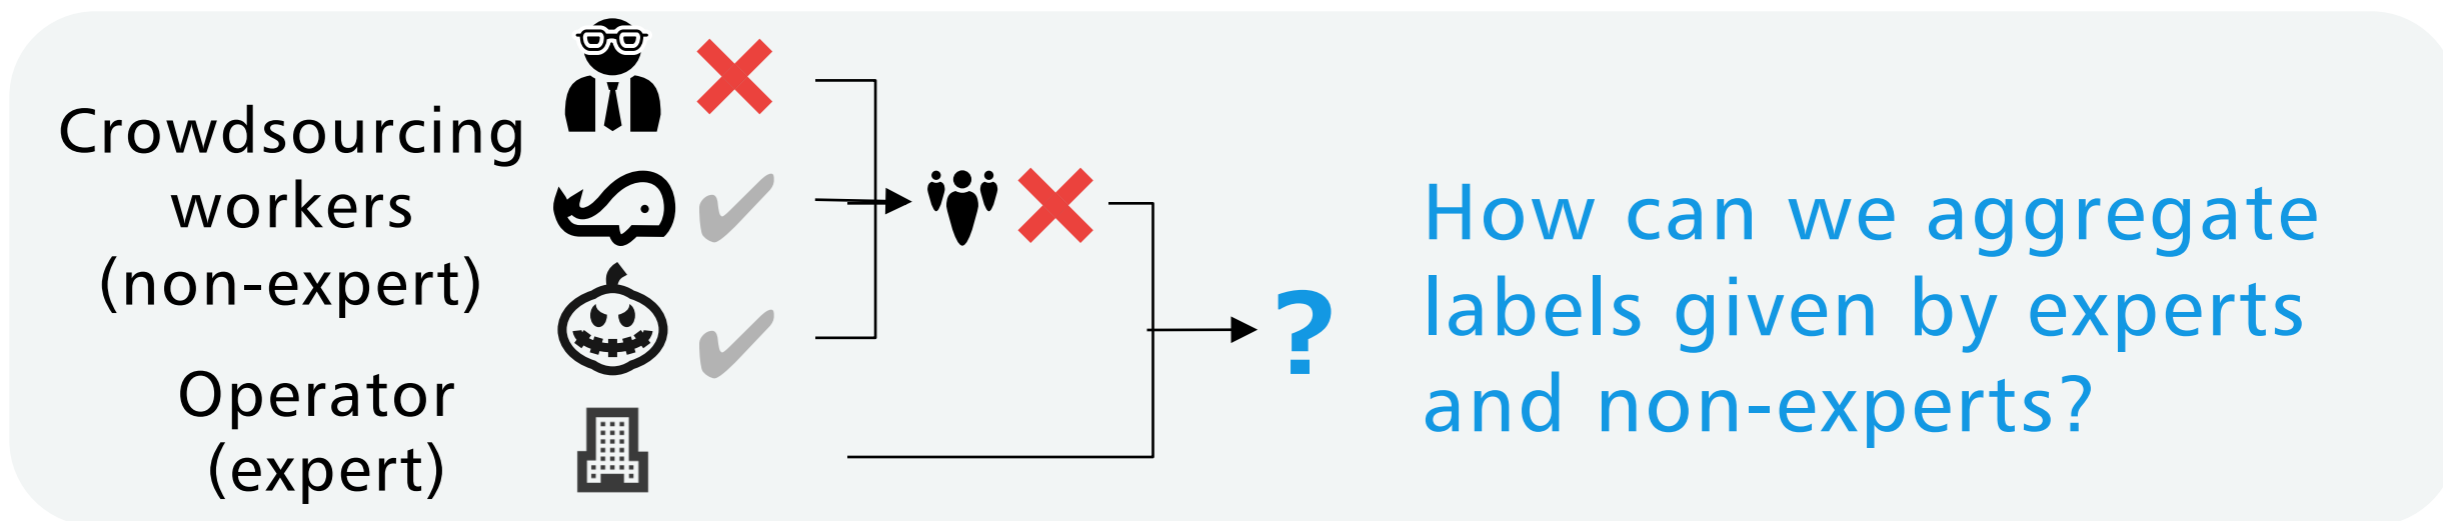 Crowdsourcing
workers
(non-expert)
Operator
(expert)
?
How can we aggregate
labels given by experts
and non-experts?